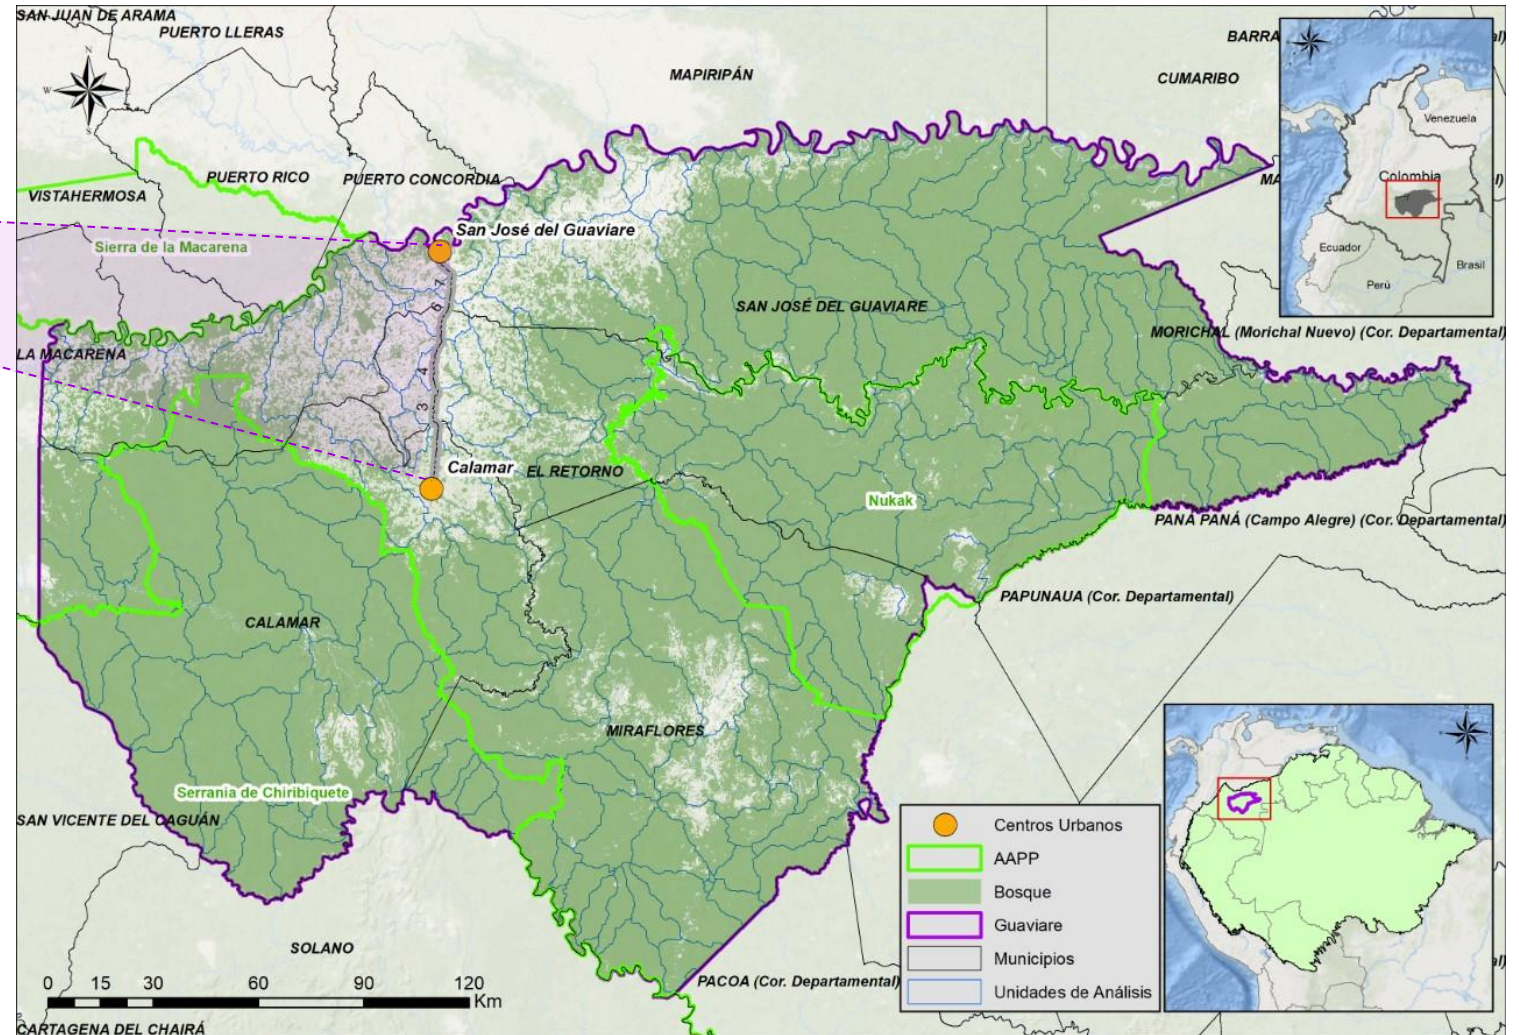 SAN JUAN DE ARAMA
PUERTO LLERAS
MAPIRIPÁN
CUMARIBO
BARRA
al)
N
W
S
Venezuela
Colombia
Ecuador
Perú
Brasil
VISTAHERMOSA
PUERTO RICO
PUERTO CONCORDIA
MA
l)
San José del Guaviare
Sierra de la Macarena
7
6
4
3
SAN JOSÉ DEL GUAVIARE
MORICHAL (Morichal Nuevo) (Cor. Departamental)
LA MACARENA
Calamar
EL RETORNO
Nukak
PANÁ PANÁ (Campo Alegre) (Cor. Departamental)
PAPUNAUA (Cor. Departamental)
CALAMAR
MIRAFLORES
Serrania de Chiribiquete
SAN VICENTE DEL CAGUÁN
SOLANO
PACOA (Cor. Departamental)
al)
0 15 30 60 90 120
Km
CARTAGENA DEL CHAIRÁ
Centros Urbanos
AAPP
Bosque
Guaviare
Municipios
Unidades de Análisis